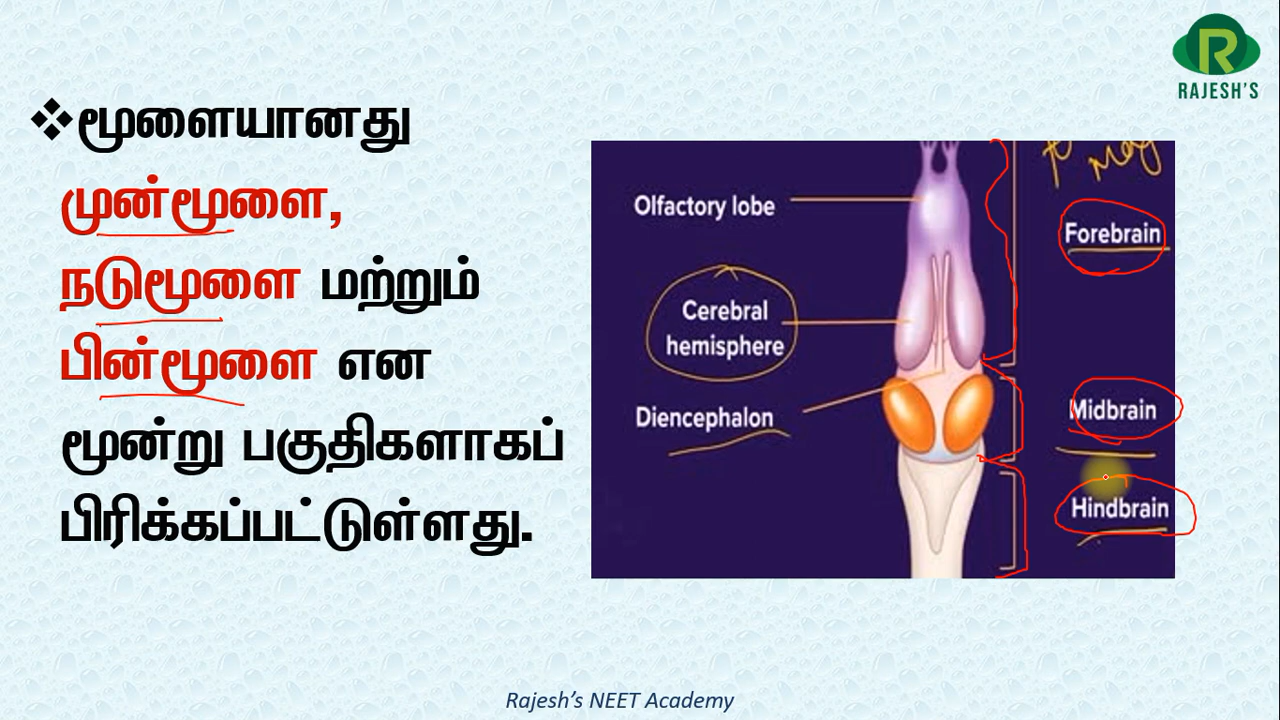 ❖மூளையானது
முன்மூளை,
நடுமூளை மற்றும்
பின்மூளை என
மூன்று பகுதிகளாகப்
பிரிக்கப்பட்டுள்ளது.
Olfactory lobe
Cerebral
hemisphere
Diencephalon
Forebrain
Midbrain
Hindbrain
R
RAJESH'S
Rajesh's NEET Academy